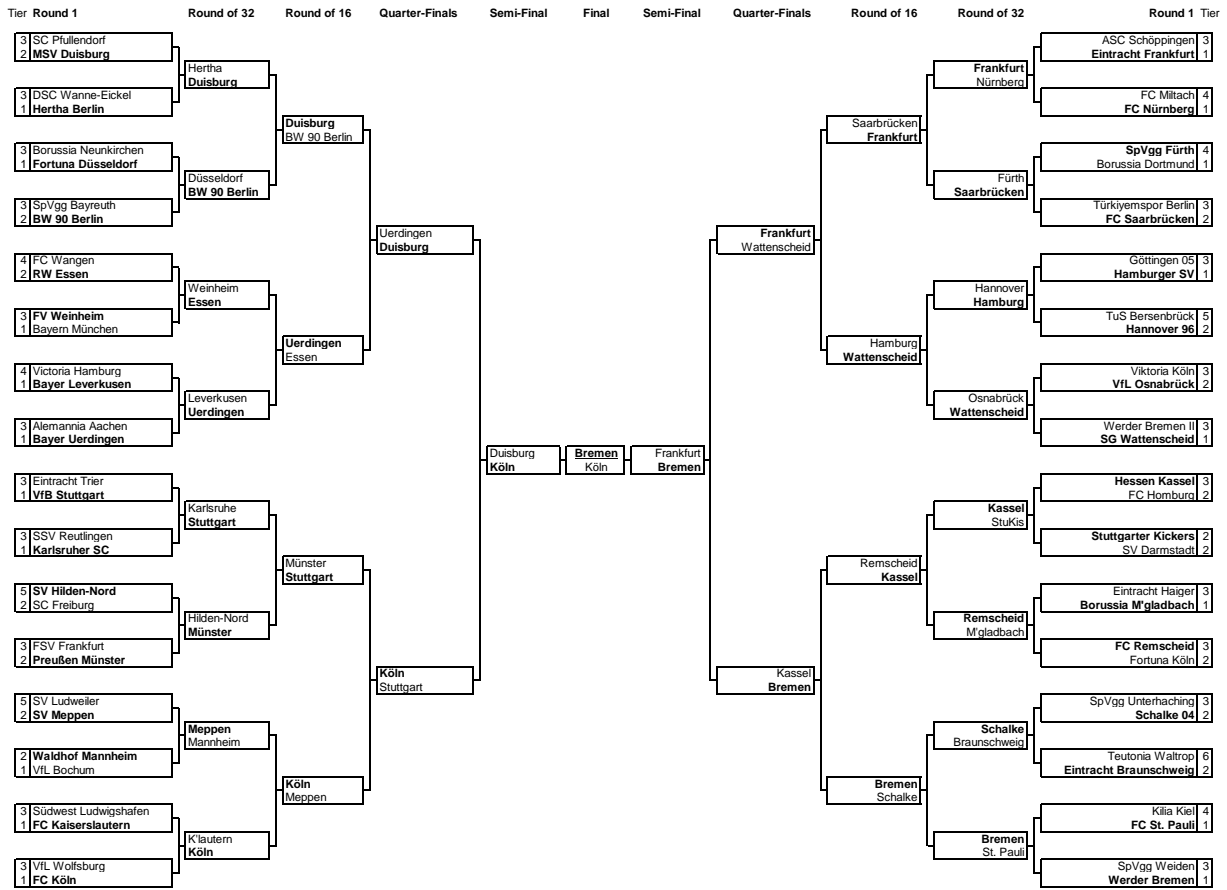 Tier Round 1 Round of 32 Round of 16 Quarter-Finals Semi-Final Final Semi-Final Quarter-Finals Round of 16 Round of 32 Round 1 Tier
3 SC Pfullendorf
2 MSV Duisburg
Hertha
Duisburg
3 DSC Wanne-Eickel
1 Hertha Berlin
Duisburg
BW 90 Berlin
3 Borussia Neunkirchen
1 Fortuna Düsseldorf
Düsseldorf
BW 90 Berlin
3 SpVgg Bayreuth
2 BW 90 Berlin
Uerdingen
Duisburg
4 FC Wangen
2 RW Essen
Weinheim
Essen
3 FV Weinheim
1 Bayern München
Uerdingen
Essen
4 Victoria Hamburg
1 Bayer Leverkusen
Leverkusen
Uerdingen
3 Alemannia Aachen
1 Bayer Uerdingen
Duisburg
Köln
3 Eintracht Trier
1 VfB Stuttgart
Karlsruhe
Stuttgart
3 SSV Reutlingen
1 Karlsruher SC
Münster
Stuttgart
5 SV Hilden-Nord
2 SC Freiburg
Hilden-Nord
Münster
3 FSV Frankfurt
2 Preußen Münster
Köln
Stuttgart
5 SV Ludweiler
2 SV Meppen
Meppen
Mannheim
2 Waldhof Mannheim
1 VfL Bochum
Köln
Meppen
3 Südwest Ludwigshafen
1 FC Kaiserslautern
K'lautern
Köln
3 VfL Wolfsburg
1 FC Köln
Bremen
Köln
ASC Schöppingen 3
Eintracht Frankfurt 1
Frankfurt
Nürnberg
FC Miltach 4
FC Nürnberg 1
Saarbrücken
Frankfurt
SpVgg Fürth 4
Borussia Dortmund 1
Fürth
Saarbrücken
Türkiyemspor Berlin 3
FC Saarbrücken 2
Frankfurt
Wattenscheid
Göttingen 05 3
Hamburger SV 1
Hannover
Hamburg
TuS Bersenbrück 5
Hannover 96 2
Hamburg
Wattenscheid
Viktoria Köln 3
VfL Osnabrück 2
Osnabrück
Wattenscheid
Werder Bremen II 3
SG Wattenscheid 1
Frankfurt
Bremen
Hessen Kassel 3
FC Homburg 2
Kassel
StuKis
Stuttgarter Kickers 2
SV Darmstadt 2
Remscheid
Kassel
Eintracht Haiger 3
Borussia M'gladbach 1
Remscheid
M'gladbach
FC Remscheid 3
Fortuna Köln 2
Kassel
Bremen
SpVgg Unterhaching 3
Schalke 04 2
Schalke
Braunschweig
Teutonia Waltrop 6
Eintracht Braunschweig 2
Bremen
Schalke
Kilia Kiel 4
FC St. Pauli 1
Bremen
St. Pauli
SpVgg Weiden 3
Werder Bremen 1